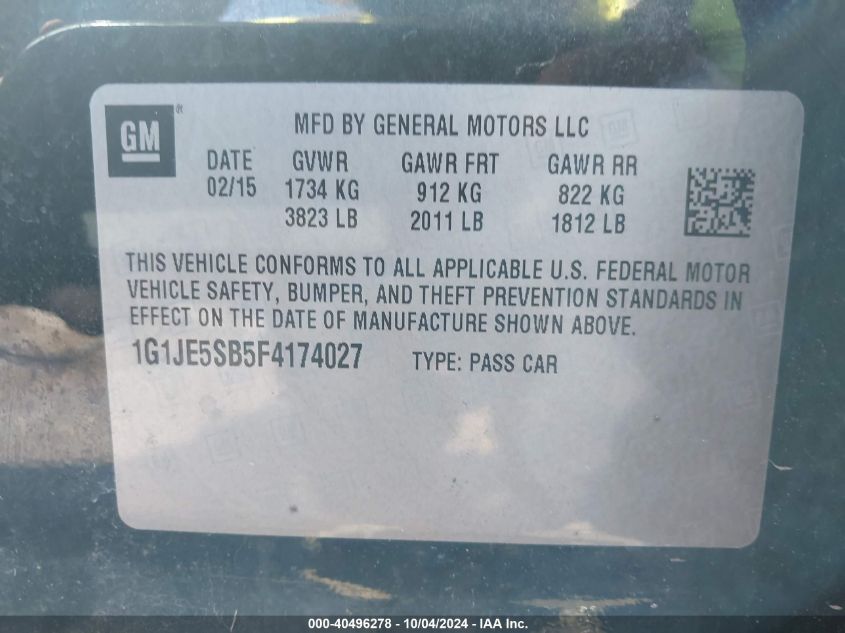 GM ®
MFD BY GENERAL MOTORS LLC
DATE GVWR GAWR FRT GAWR RR
02/15 1734 KG 912 KG 822 KG
3823 LB 2011 LB 1812 LB
THIS VEHICLE CONFORMS TO ALL APPLICABLE U.S. FEDERAL MOTOR
VEHICLE SAFETY, BUMPER, AND THEFT PREVENTION STANDARDS IN
EFFECT ON THE DATE OF MANUFACTURE SHOWN ABOVE.
1G1JE5SB5F4174027 TYPE: PASS CAR
000-40496278 - 10/04/2024 - IAA Inc.